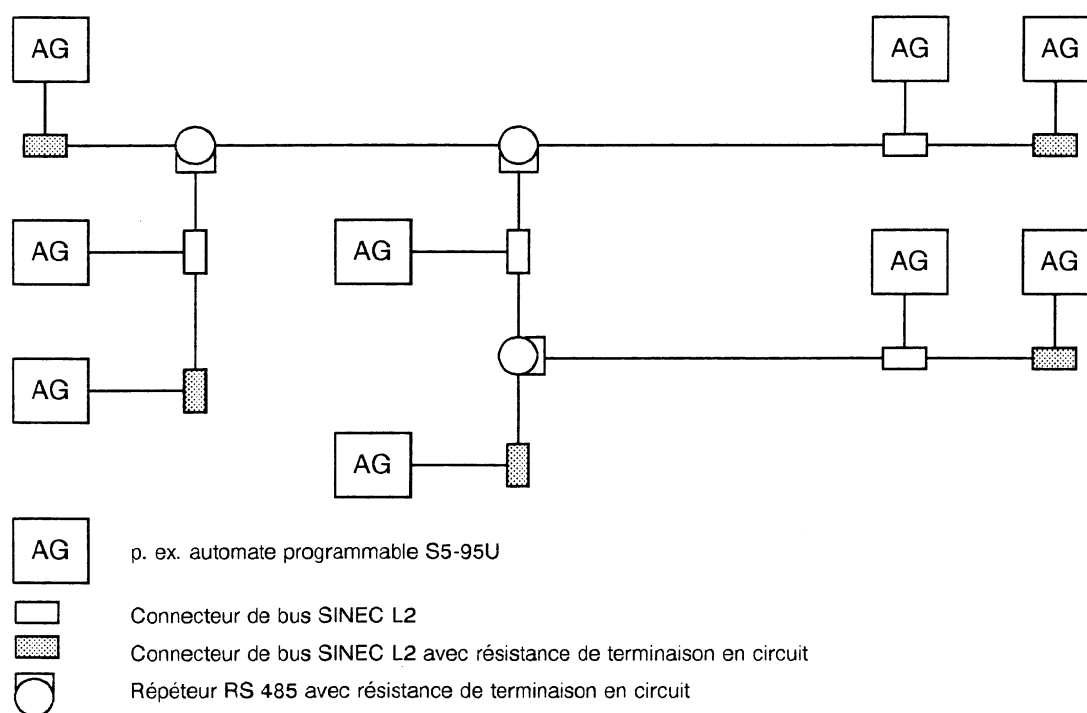 AG AG AG
AG AG AG AG
AG
AG
AG p. ex. automate programmable S5-95U
Connecteur de bus SINEC L2
Connecteur de bus SINEC L2 avec résistance de terminaison en circuit
Répéteur RS 485 avec résistance de terminaison en circuit